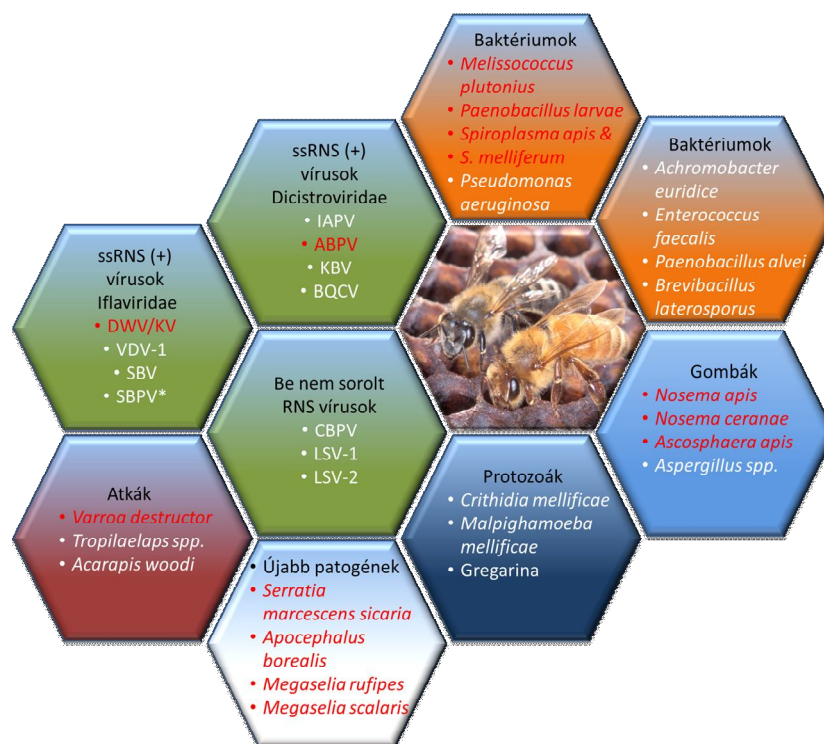 Baktériumok
• Melissococcus
plutonius
• Paenobacillus larvae
• Spiroplasma apis &
• S. melliferum
• Pseudomonas
aeruginosa
Baktériumok
• Achromobacter
euridice
• Enterococcus
faecalis
• Paenobacillus alvei
• Brevibacillus
laterosporus
ssRNS (+)
vírusok
Dicistroviridae
• IAPV
• ABPV
• KBV
• BQCV
ssRNS (+)
vírusok
Iflaviridae
• DWV/KV
• VDV-1
• SBV
• SBPV*
Be nem sorolt
RNS vírusok
• CBPV
• LSV-1
• LSV-2
Gombák
• Nosema apis
• Nosema ceranae
• Ascosphaera apis
• Aspergillus spp.
Atkák
• Varroa destructor
• Tropilaelaps spp.
• Acarapis woodi
Protozoák
• Crithidia mellificae
• Malpighamoeba
mellificae
• Gregarina
• Újabb patogének
• Serratia
marcescens sicaria
• Apocephalus
borealis
• Megaselia rufipes
• Megaselia scalaris